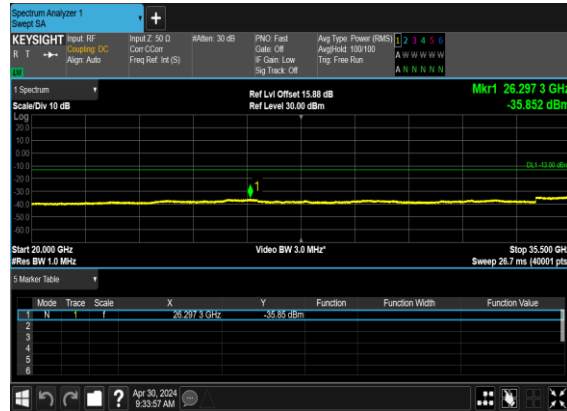 Spectrum Analyzer 1
Swept SA
KEYSIGHT Input: RF Input Z: 50 Ω #Atten: 30 dB PNO: Fast Avg Type: Power (RMS) 1 2 3 4 5 6
R T Coupling: DC Corr CCorr Gate: Off Avg|Hold: 100/100 A W W W W W
Align: Auto Freq Ref: Int (S) IF Gain: Low Trig: Free Run
Sig Track: Off A N N N N N
1 Spectrum Ref Lvl Offset 15.88 dB Mkr1 26.297 3 GHz
Scale/Div 10 dB Ref Level 30.00 dBm -35.852 dBm
Log
20.0
10.0
0.00
-10.0 DL1 -13.00 dBm
-20.0
-30.0 1
-40.0
-50.0
-60.0
Start 20.000 GHz Video BW 3.0 MHz* Stop 35.500 GHz
#Res BW 1.0 MHz Sweep 26.7 ms (40001 pts
5 Marker Table
Mode Trace Scale X Y Function Function Width Function Value
1 N 1 f 26.297 3 GHz -35.85 dBm
2
3
4
5
6
? Apr 30, 2024
9:33:57 AM